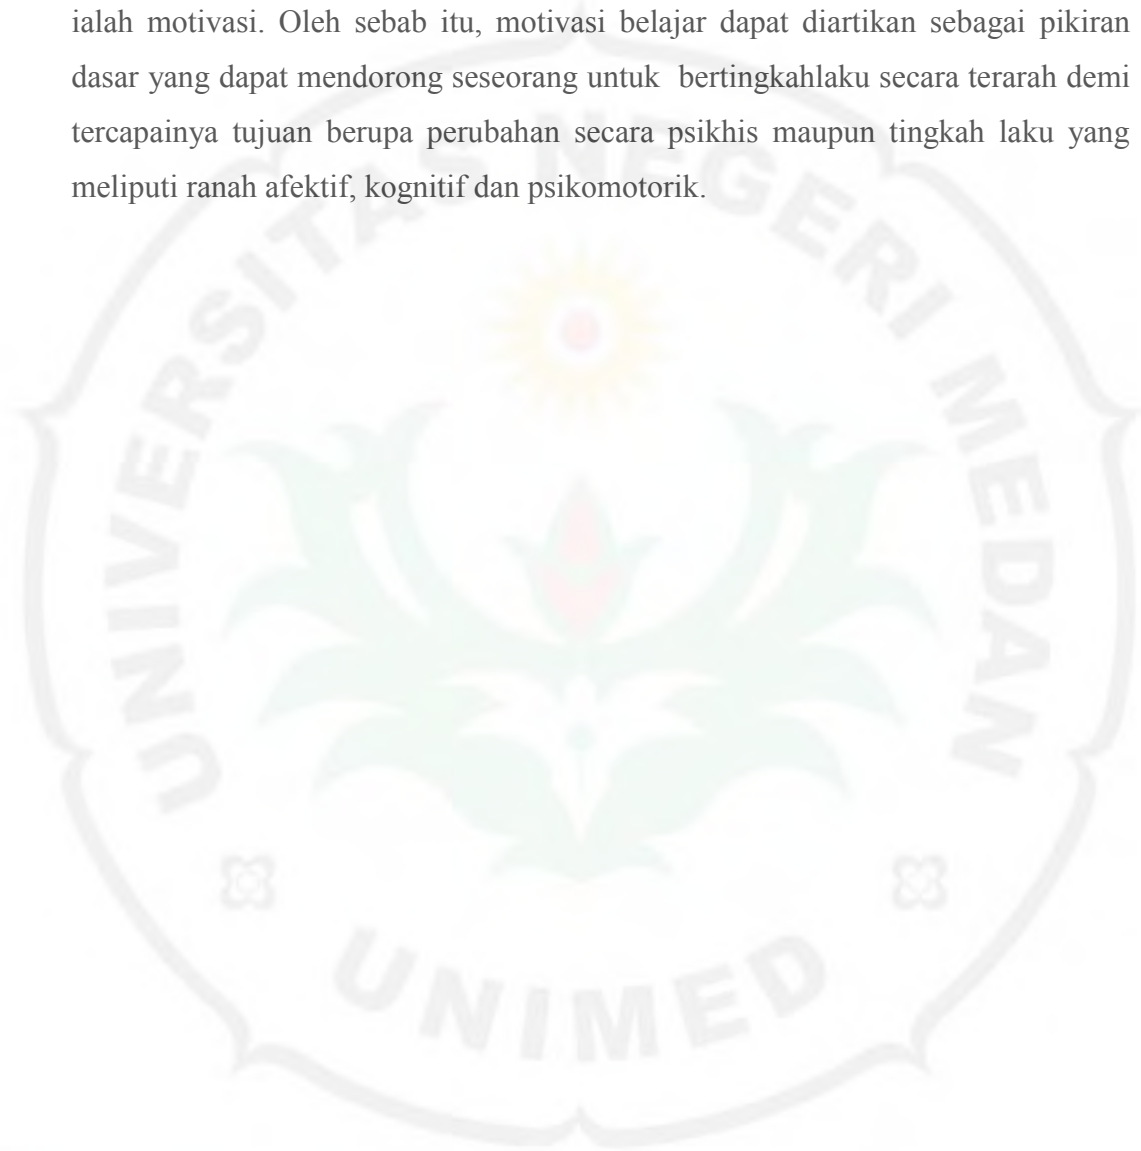 ialah motivasi. Oleh sebab itu, motivasi belajar dapat diartikan sebagai pikiran
dasar yang dapat mendorong seseorang untuk bertingkahlaku secara terarah demi
tercapainya tujuan berupa perubahan secara psikhis maupun tingkah laku yang
meliputi ranah afektif, kognitif dan psikomotorik.
UNIVERSITAS NEGERI MEDAN
UNIMED